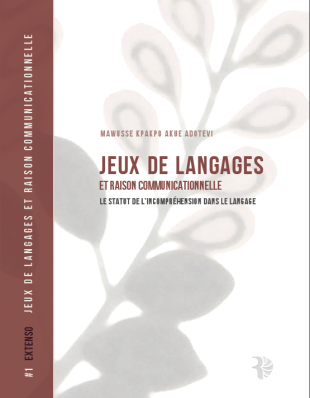 #1 EXTENSO JEUX DE LANGAGES ET RAISON COMMUNICATIONNELLE
MAWUSSE KPAKPO AKUE ADOTEVI
JEUX DE LANGAGES
ET RAISON COMMUNICATIONNELLE
LE STATUT DE L'INCOMPRÉHENSION DANS LE LANGAGE